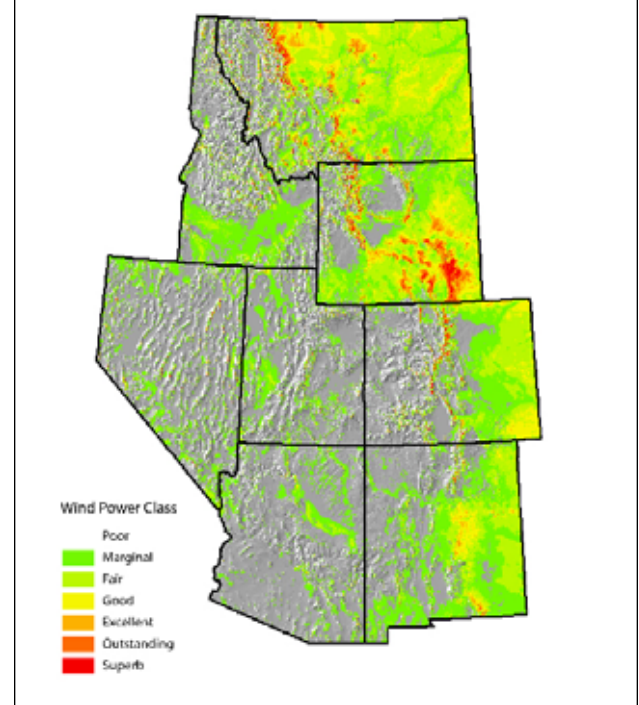 Wind Power Class
Poor
Marginal
Fair
Good
Excellent
Outstanding
Superb